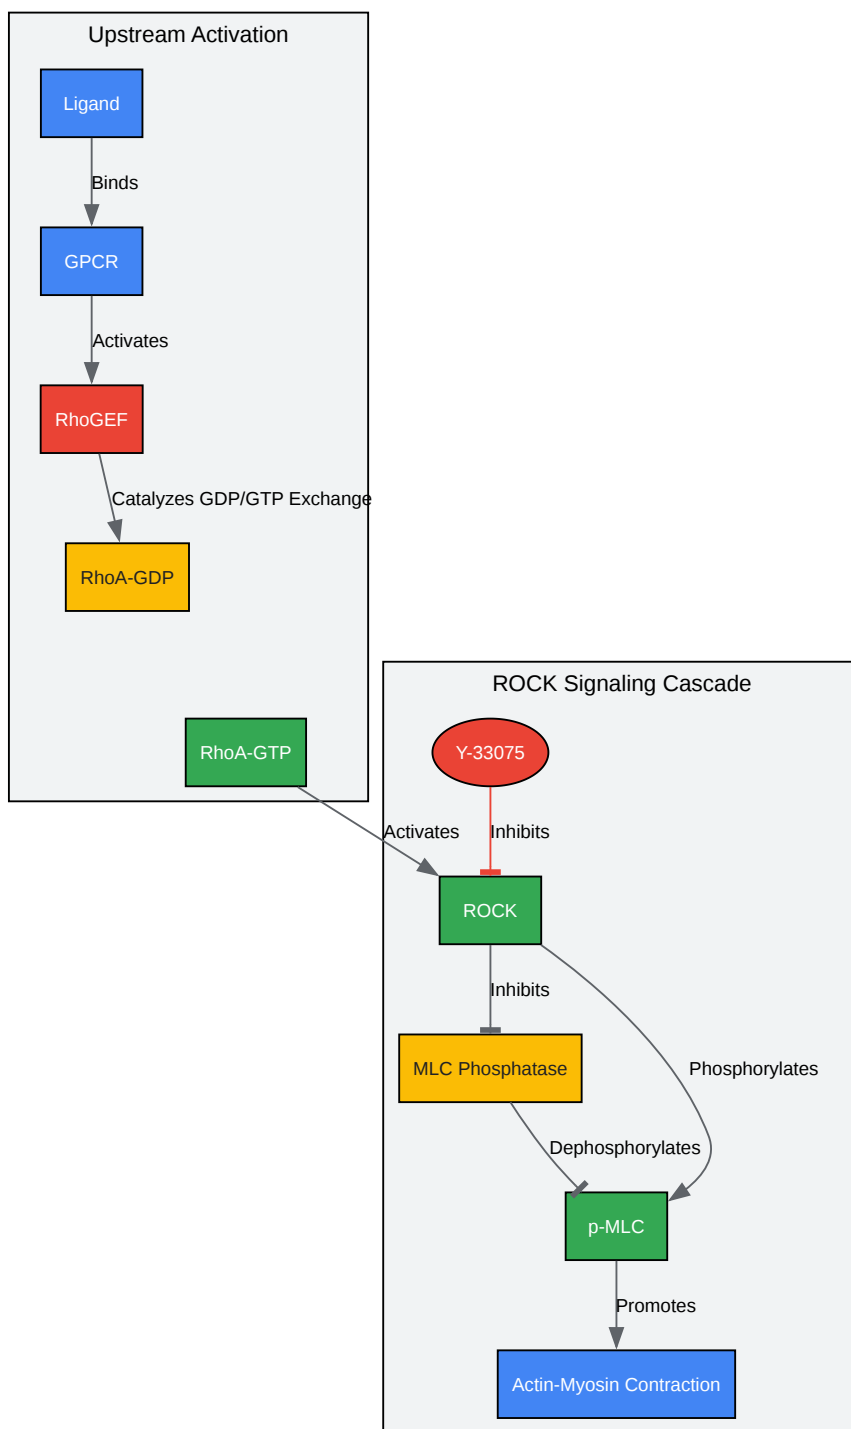 Upstream Activation
Ligand
Binds
GPCR
Activates
RhoGEF
Catalyzes GDP/GTP Exchange
RhoA-GDP
RhoA-GTP
ROCK Signaling Cascade
Y-33075
Activates
Inhibits
ROCK
Inhibits
MLC Phosphatase
Phosphorylates
Dephosphorylates
p-MLC
Promotes
Actin-Myosin Contraction